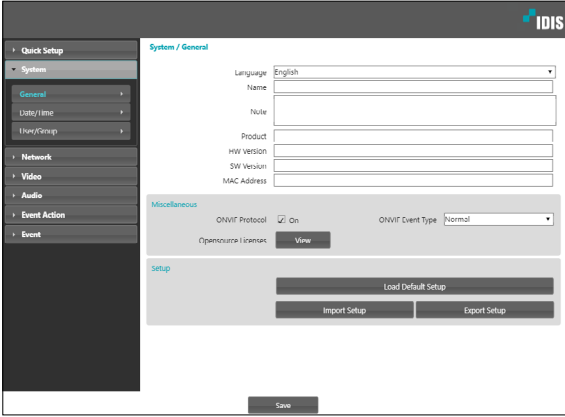 IDIS
Quick Setup
System
General
Date/Time
User/Group
Network
Video
Audio
Event Action
Event
System / General
Language English
Name
Note
Product
HW Version
SW Version
MAC Address
Miscellaneous
ONVIF Protocol On ONVIF Event Type Normal
Opensource Licenses View
Setup
Load Default Setup
Import Setup Export Setup
Save